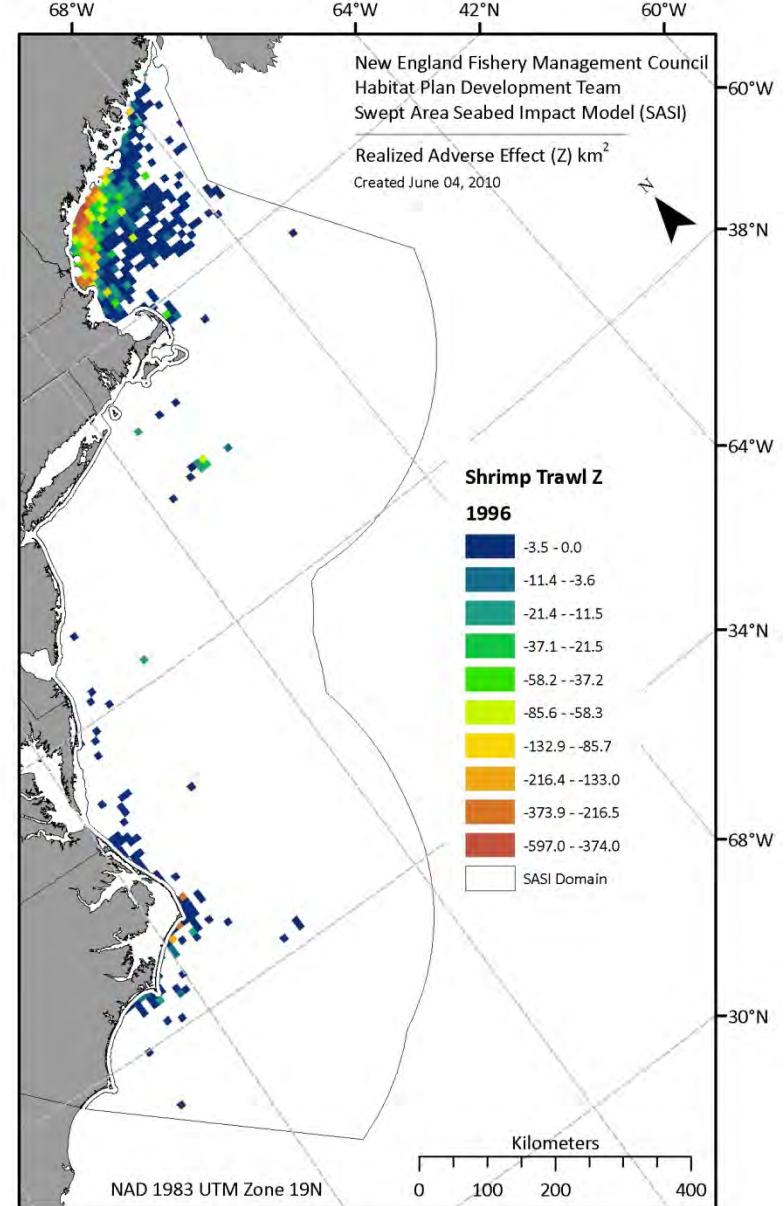 68°W 64°W 42°N 60°W
New England Fishery Management Council
Habitat Plan Development Team
Swept Area Seabed Impact Model (SASI)
Realized Adverse Effect (Z) km²
Created June 04, 2010
N
60°W
38°N
64°W
34°N
68°W
30°N
Shrimp Trawl Z
1996
-3.5 - 0.0
-11.4 - -3.6
-21.4 - -11.5
-37.1 - -21.5
-58.2 - -37.2
-85.6 - -58.3
-132.9 - -85.7
-216.4 - -133.0
-373.9 - -216.5
-597.0 - -374.0
SASI Domain
Kilometers
0 100 200 400
NAD 1983 UTM Zone 19N